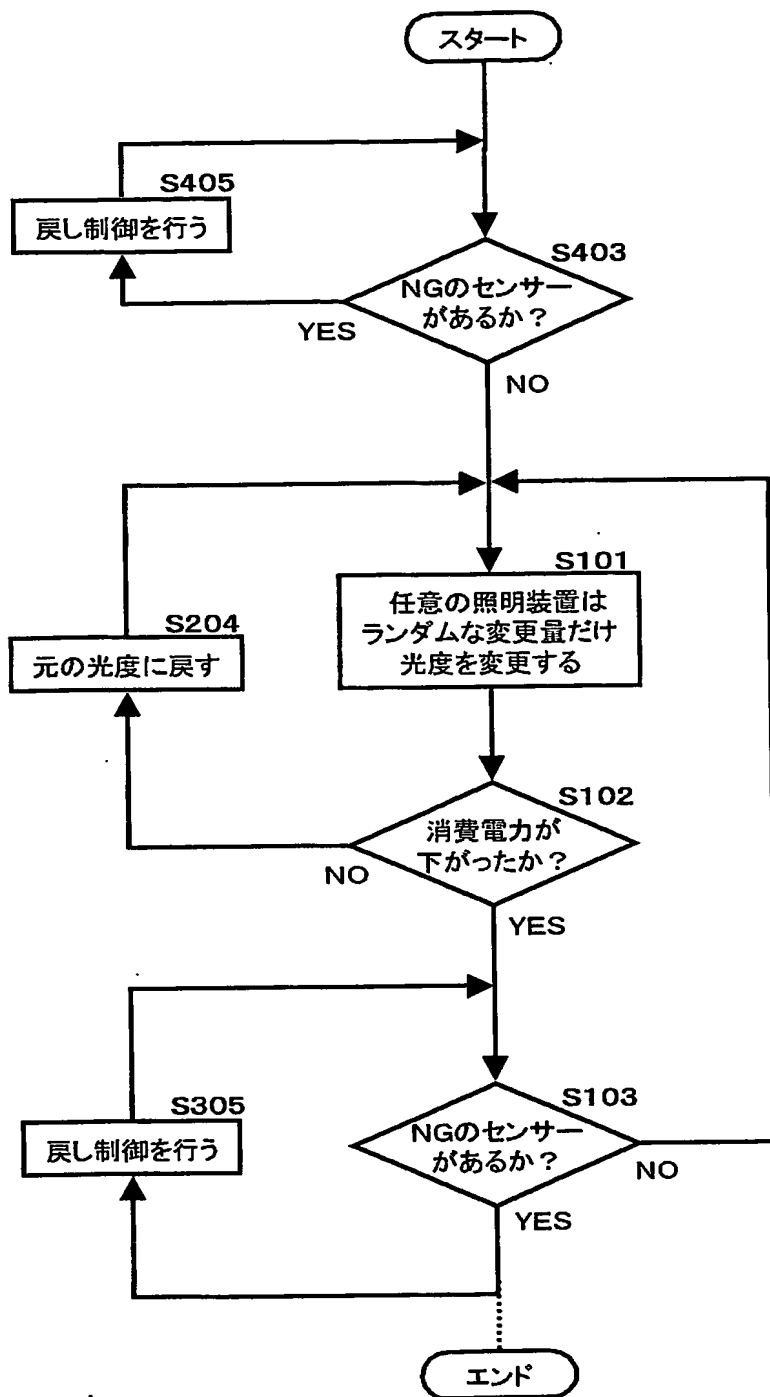 スタート
S405
戻し制御を行う
S403
NGのセンサー
があるか？
YES
NO
S101
任意の照明装置は
ランダムな変更量だけ
光度を変更する
S204
元の光度に戻す
S102
消費電力が
下がったか？
NO
YES
S305
戻し制御を行う
S103
NGのセンサー
があるか？
NO
YES
エンド